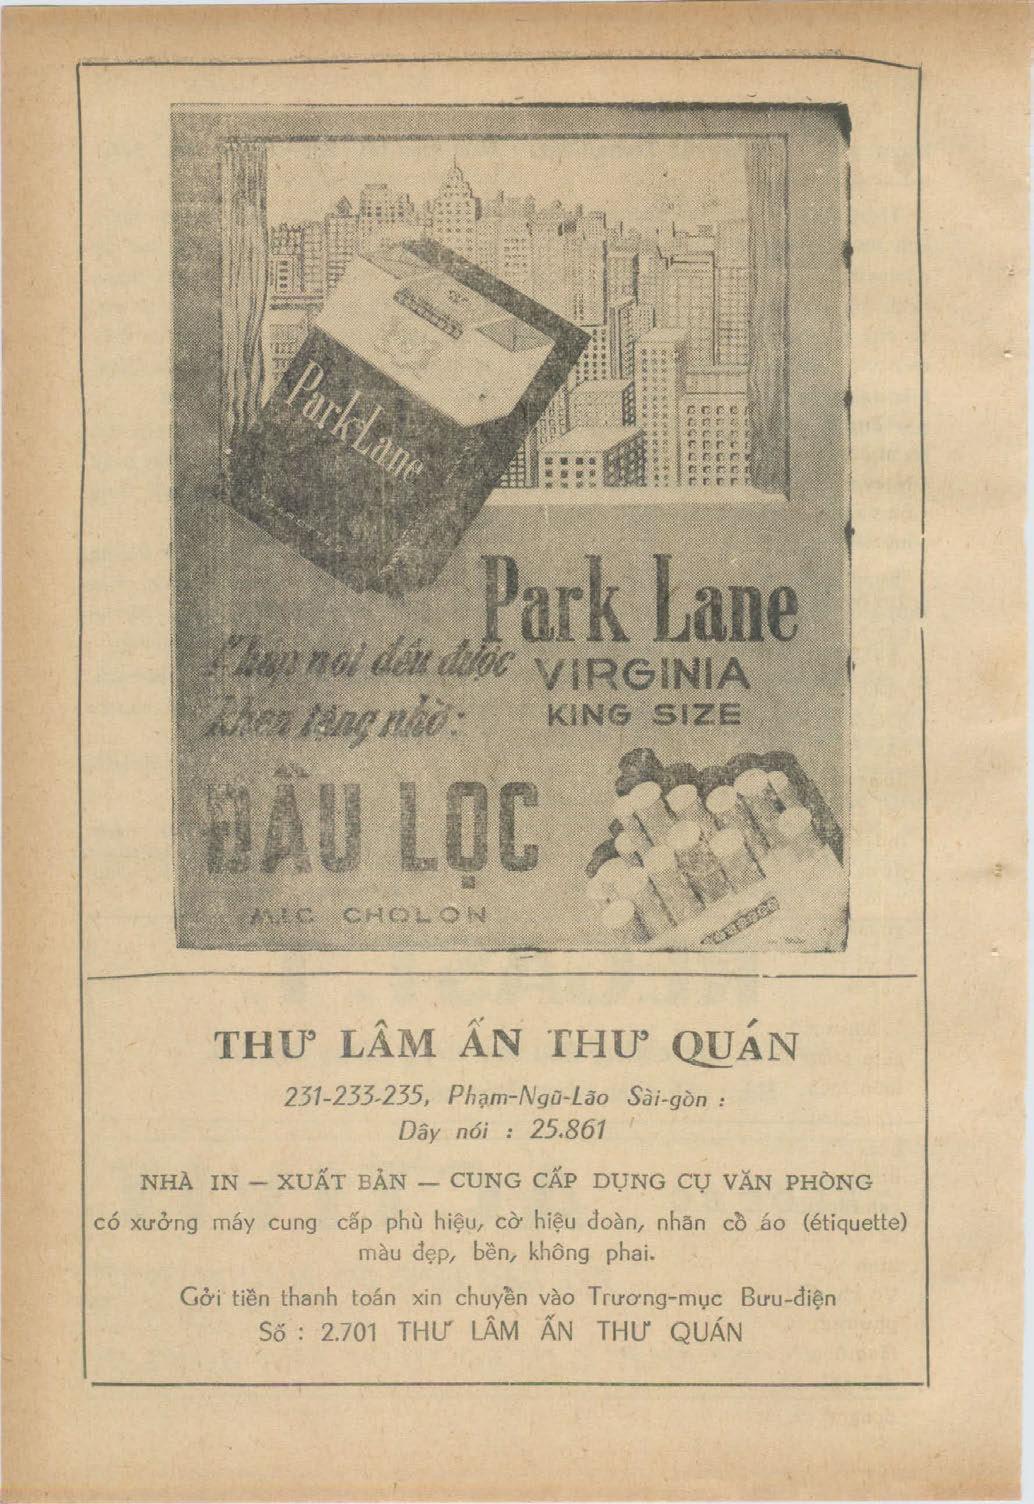 ParkLane
Park Lane
Khắp nơi đều được
VIRGINIA
khen tặng nhờ:
KING SIZE
ĐẦU LỌC
MIC CHOLON
THƯ LÂM ẤN THƯ QUÁN
231-233-235, Phạm-Ngũ-Lão Sài-gòn :
Dây nói : 25.861
NHÀ IN — XUẤT BẢN — CUNG CẤP DỤNG CỤ VĂN PHÒNG
có xưởng máy cung cấp phù hiệu, cờ hiệu đoàn, nhãn cổ áo (étiquette)
màu đẹp, bền, không phai.
Gởi tiền thanh toán xin chuyển vào Trương-mục Bưu-điện
Số : 2.701 THƯ LÂM ẤN THƯ QUÁN